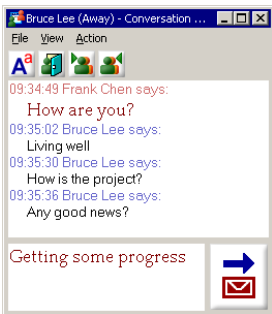 Bruce Lee (Away) - Conversation ...
File View Action
Aa
09:34:49 Frank Chen says:
How are you?
09:35:02 Bruce Lee says:
Living well
09:35:30 Bruce Lee says:
How is the project?
09:35:36 Bruce Lee says:
Any good news?
Getting some progress